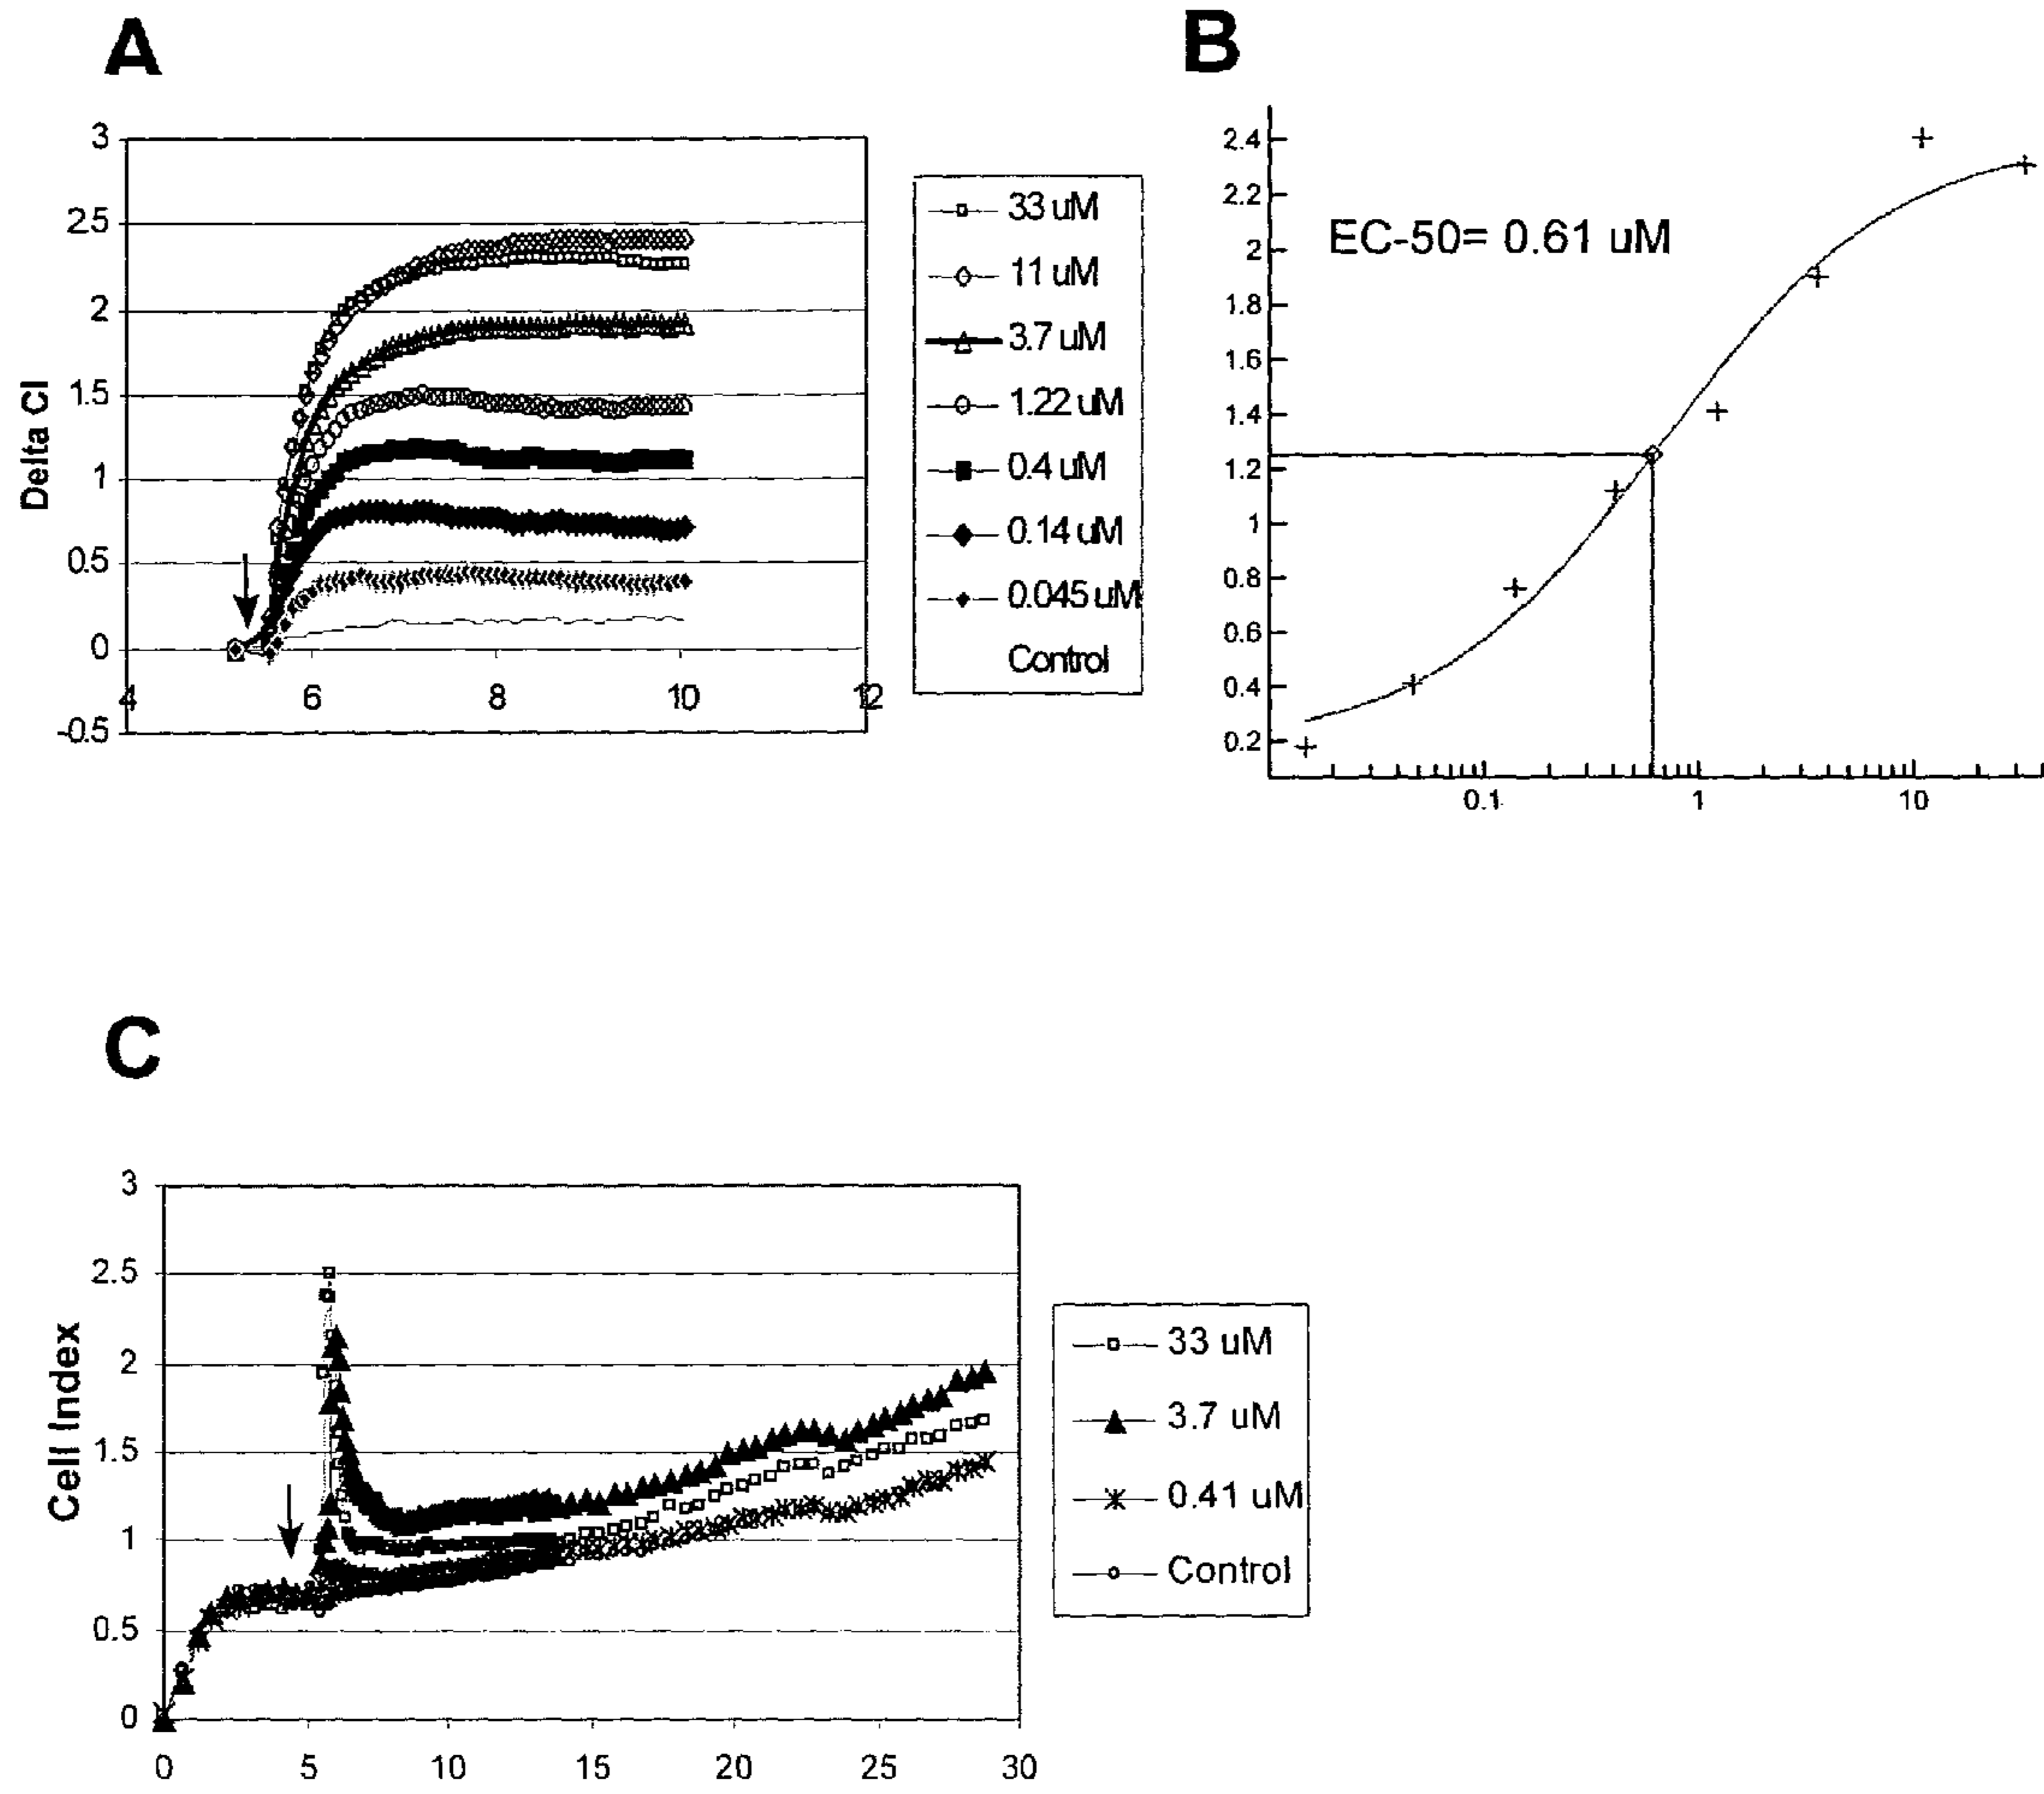 A
3
25
2
1.5
1
0.5
0
-0.5
Delta CI
4
6
8
10
12
33 uM
11 uM
3.7 uM
1.22 uM
0.4 uM
0.14 uM
0.045 uM
Control
B
2.4
2.2
2
1.8
1.6
1.4
1.2
1
0.8
0.6
0.4
0.2
EC-50= 0.61 uM
0.1
1
10
C
3
2.5
2
1.5
1
0.5
0
Cell Index
0
5
10
15
20
25
30
33 uM
3.7 uM
0.41 uM
Control